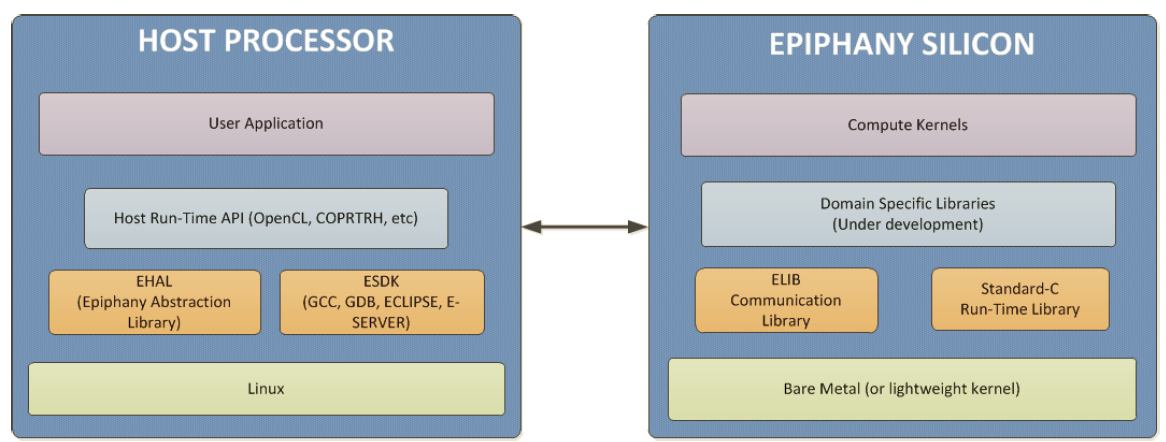 HOST PROCESSOR
User Application
Host Run-Time API (OpenCL, COPRTRH, etc)
EHAL
(Epiphany Abstraction
Library)
ESDK
(GCC, GDB, ECLIPSE, E-
SERVER)
Linux
EPIPHANY SILICON
Compute Kernels
Domain Specific Libraries
(Under development)
ELIB
Communication
Library
Standard-C
Run-Time Library
Bare Metal (or lightweight kernel)